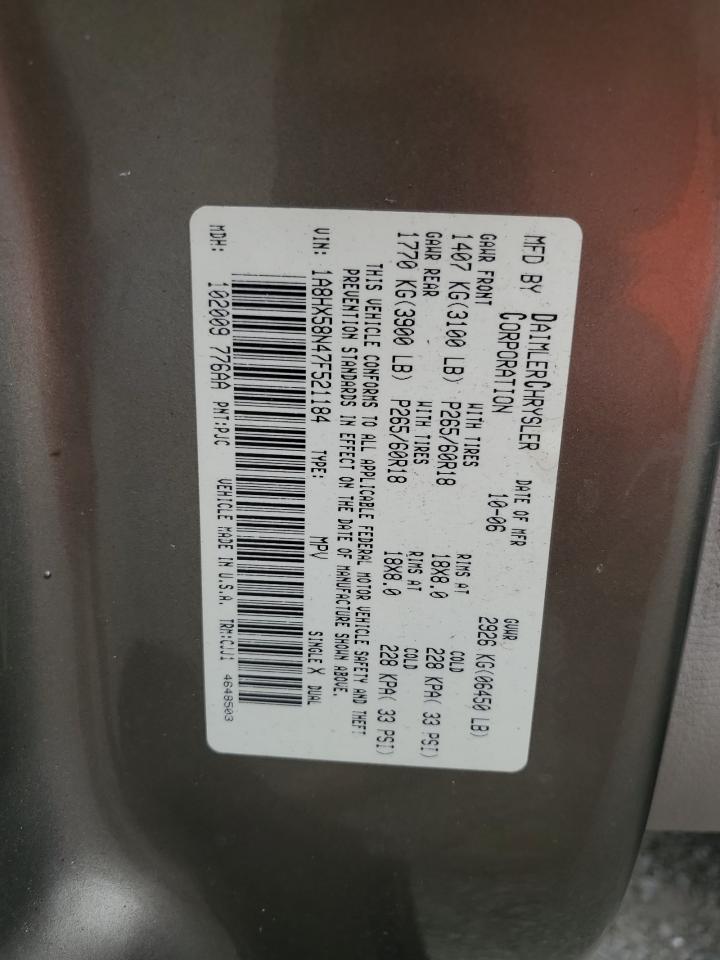 MFD BY DAIMLERCHRYSLER
CORPORATION
DATE OF MFR
10-06
GVWR
2926 KG(06450 LB)
GAWR FRONT WITH TIRES RIMS AT COLD
1407 KG(3100 LB) P265/60R18 18X8.0 228 KPA( 33 PSI)
GAWR REAR WITH TIRES RIMS AT COLD
1770 KG(3900 LB) P265/60R18 18X8.0 228 KPA( 33 PSI)
THIS VEHICLE CONFORMS TO ALL APPLICABLE FEDERAL MOTOR VEHICLE SAFETY AND THEFT
PREVENTION STANDARDS IN EFFECT ON THE DATE OF MANUFACTURE SHOWN ABOVE.
VIN: 1A8HX58N47F521184 TYPE: MPV SINGLE X DUAL
MDH: 102009 776AA PNT:PJC VEHICLE MADE IN U.S.A. TRM:CJJ1 4648503